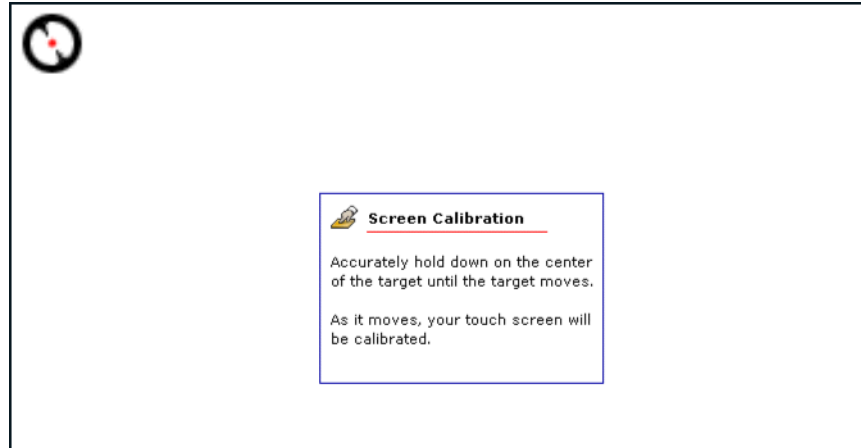 Screen Calibration
Accurately hold down on the center
of the target until the target moves.
As it moves, your touch screen will
be calibrated.